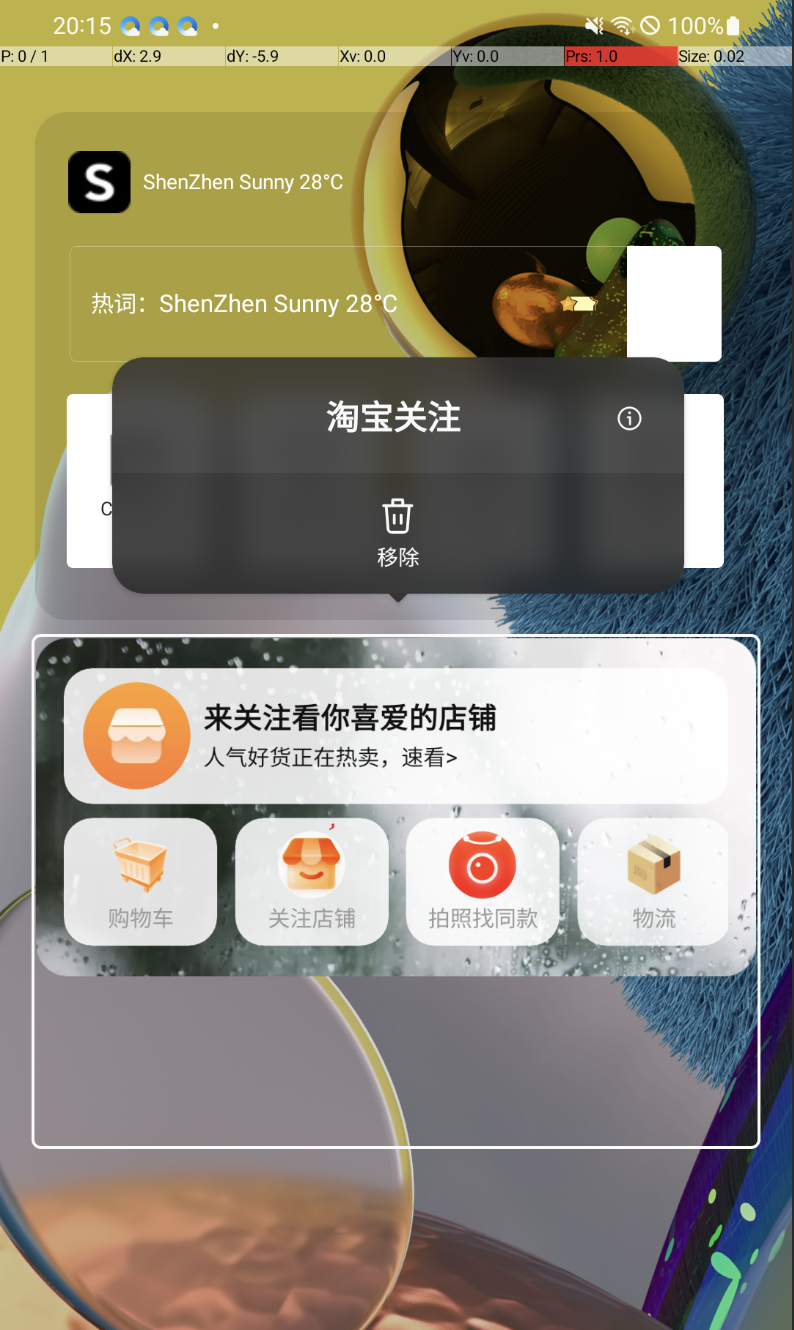 20:15 100%
P: 0 / 1 dX: 2.9 dY: -5.9 Xv: 0.0 Yv: 0.0 Prs: 1.0 Size: 0.02
S ShenZhen Sunny 28°C
热词：ShenZhen Sunny 28°C
淘宝关注
C
移除
来关注看你喜爱的店铺
人气好货正在热卖，速看>
购物车 关注店铺 拍照找同款 物流